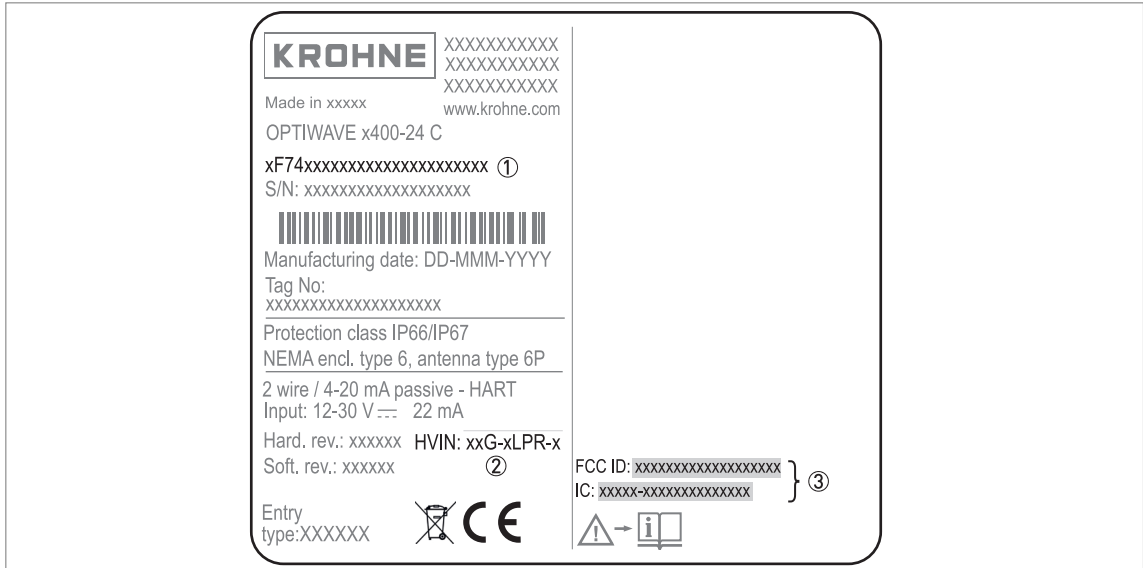 KROHNE
XXXXXXXXXXX
XXXXXXXXXXX
XXXXXXXXXXX
Made in xxxxx
www.krohne.com
OPTIWAVE x400-24 C
xF74xxxxxxxxxxxxxxxxxxxxx ①
S/N: xxxxxxxxxxxxxxxxxxx
Manufacturing date: DD-MMM-YYYY
Tag No:
xxxxxxxxxxxxxxxxxxxx
Protection class IP66/IP67
NEMA encl. type 6, antenna type 6P
2 wire / 4-20 mA passive - HART
Input: 12-30 V ⎓ 22 mA
Hard. rev.: xxxxxx HVIN: xxG-xLPR-x
Soft. rev.: xxxxxx ②
Entry
type:XXXXXX
CE
FCC ID: xxxxxxxxxxxxxxxxxxx
IC: xxxxx-xxxxxxxxxxxxxx
③
i